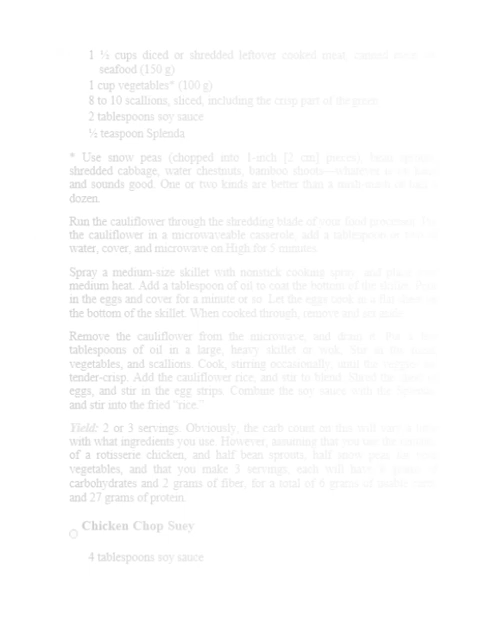 1 ½ cups diced or shredded leftover cooked meat, canned
seafood (150 g)
1 cup vegetables* (100 g)
8 to 10 scallions, sliced, including the crisp part of the green
2 tablespoons soy sauce
½ teaspoon Splenda
* Use snow peas (chopped into 1-inch [2 cm] pieces), bean sprouts,
shredded cabbage, water chestnuts, bamboo shoots—whatever is on hand
and sounds good. One or two kinds are better than a
dozen.
Run the cauliflower through the shredding blade of your food processor. Put
the cauliflower in a microwaveable casserole, add a tablespoon or two of
water, cover, and microwave on High for 5 minutes.
Spray a medium-size skillet with nonstick cooking spray and place over
medium heat. Add a tablespoon of oil to coat the bottom of the skillet. Pour
in the eggs and cover for a minute or so. Let the eggs cook in a flat sheet on
the bottom of the skillet. When cooked through, remove and set aside.
Remove the cauliflower from the microwave, and drain it. Put a few
tablespoons of oil in a large, heavy skillet or wok. Stir in the meat,
vegetables, and scallions. Cook, stirring occasionally, until the veggies are
tender-crisp. Add the cauliflower rice, and stir to blend. Shred the sheet of
eggs, and stir in the egg strips. Combine the soy sauce with the Splenda,
and stir into the fried “rice.”
Yield: 2 or 3 servings. Obviously, the carb count on this will vary a bit
with what ingredients you use. However, assuming that you use the
of a rotisserie chicken, and half bean sprouts, half snow peas for your
vegetables, and that you make 3 servings, each will have 8 grams of
carbohydrates and 2 grams of fiber, for a total of 6 grams of usable carbs
and 27 grams of protein.
Chicken Chop Suey
4 tablespoons soy sauce